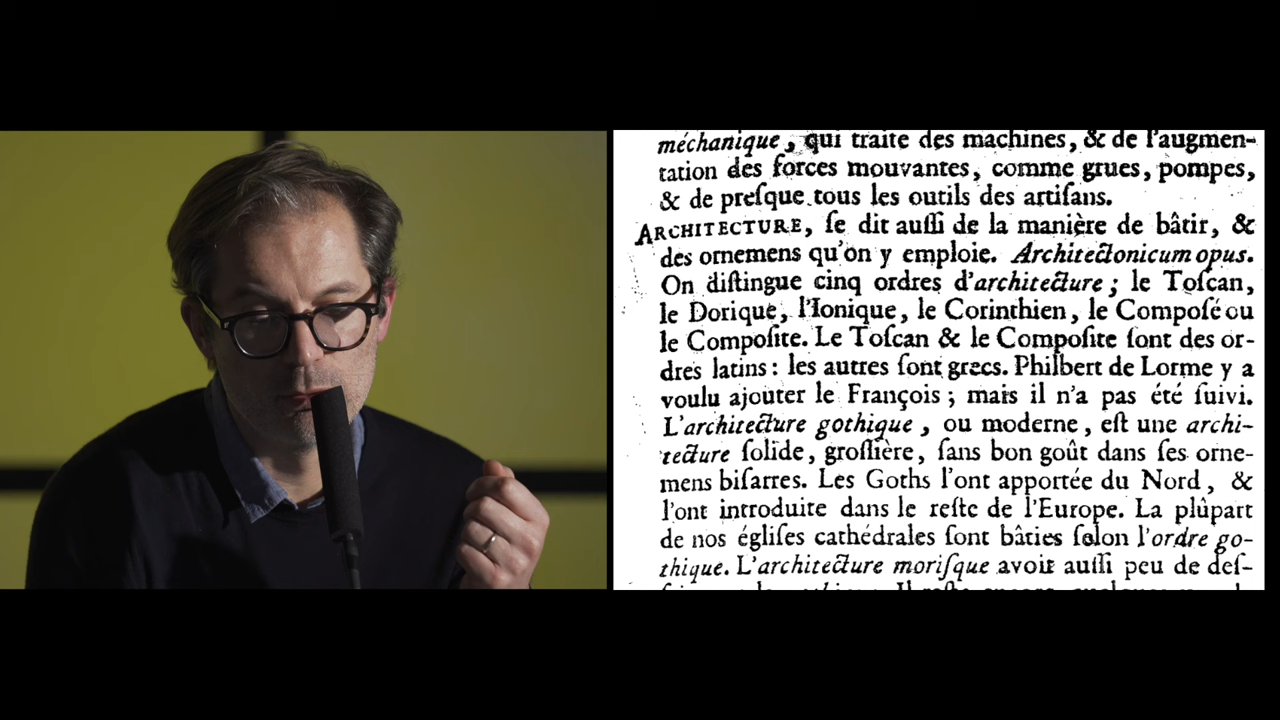 méchanique, qui traite des machines, & de l'augmen-
tation des forces mouvantes, comme grues, pompes,
& de preſque tous les outils des artiſans.
ARCHITECTURE, ſe dit auſſi de la manière de bâtir, &
des ornemens qu'on y emploie. Architectonicum opus.
On diſtingue cinq ordres d'architecture; le Toſcan,
le Dorique, l'Ionique, le Corinthien, le Compoſé ou
le Compoſite. Le Toſcan & le Compoſite ſont des or-
dres latins: les autres ſont grecs. Philbert de Lorme y a
voulu ajouter le François; mais il n'a pas été ſuivi.
L'architecture gothique, ou moderne, eſt une archi-
tecture ſolide, groſſière, ſans bon goût dans ſes orne-
mens biſarres. Les Goths l'ont apportée du Nord, &
l'ont introduite dans le reſte de l'Europe. La plûpart
de nos égliſes cathédrales ſont bâties ſelon l'ordre go-
thique. L'architecture moriſque avoit auſſi peu de deſ-